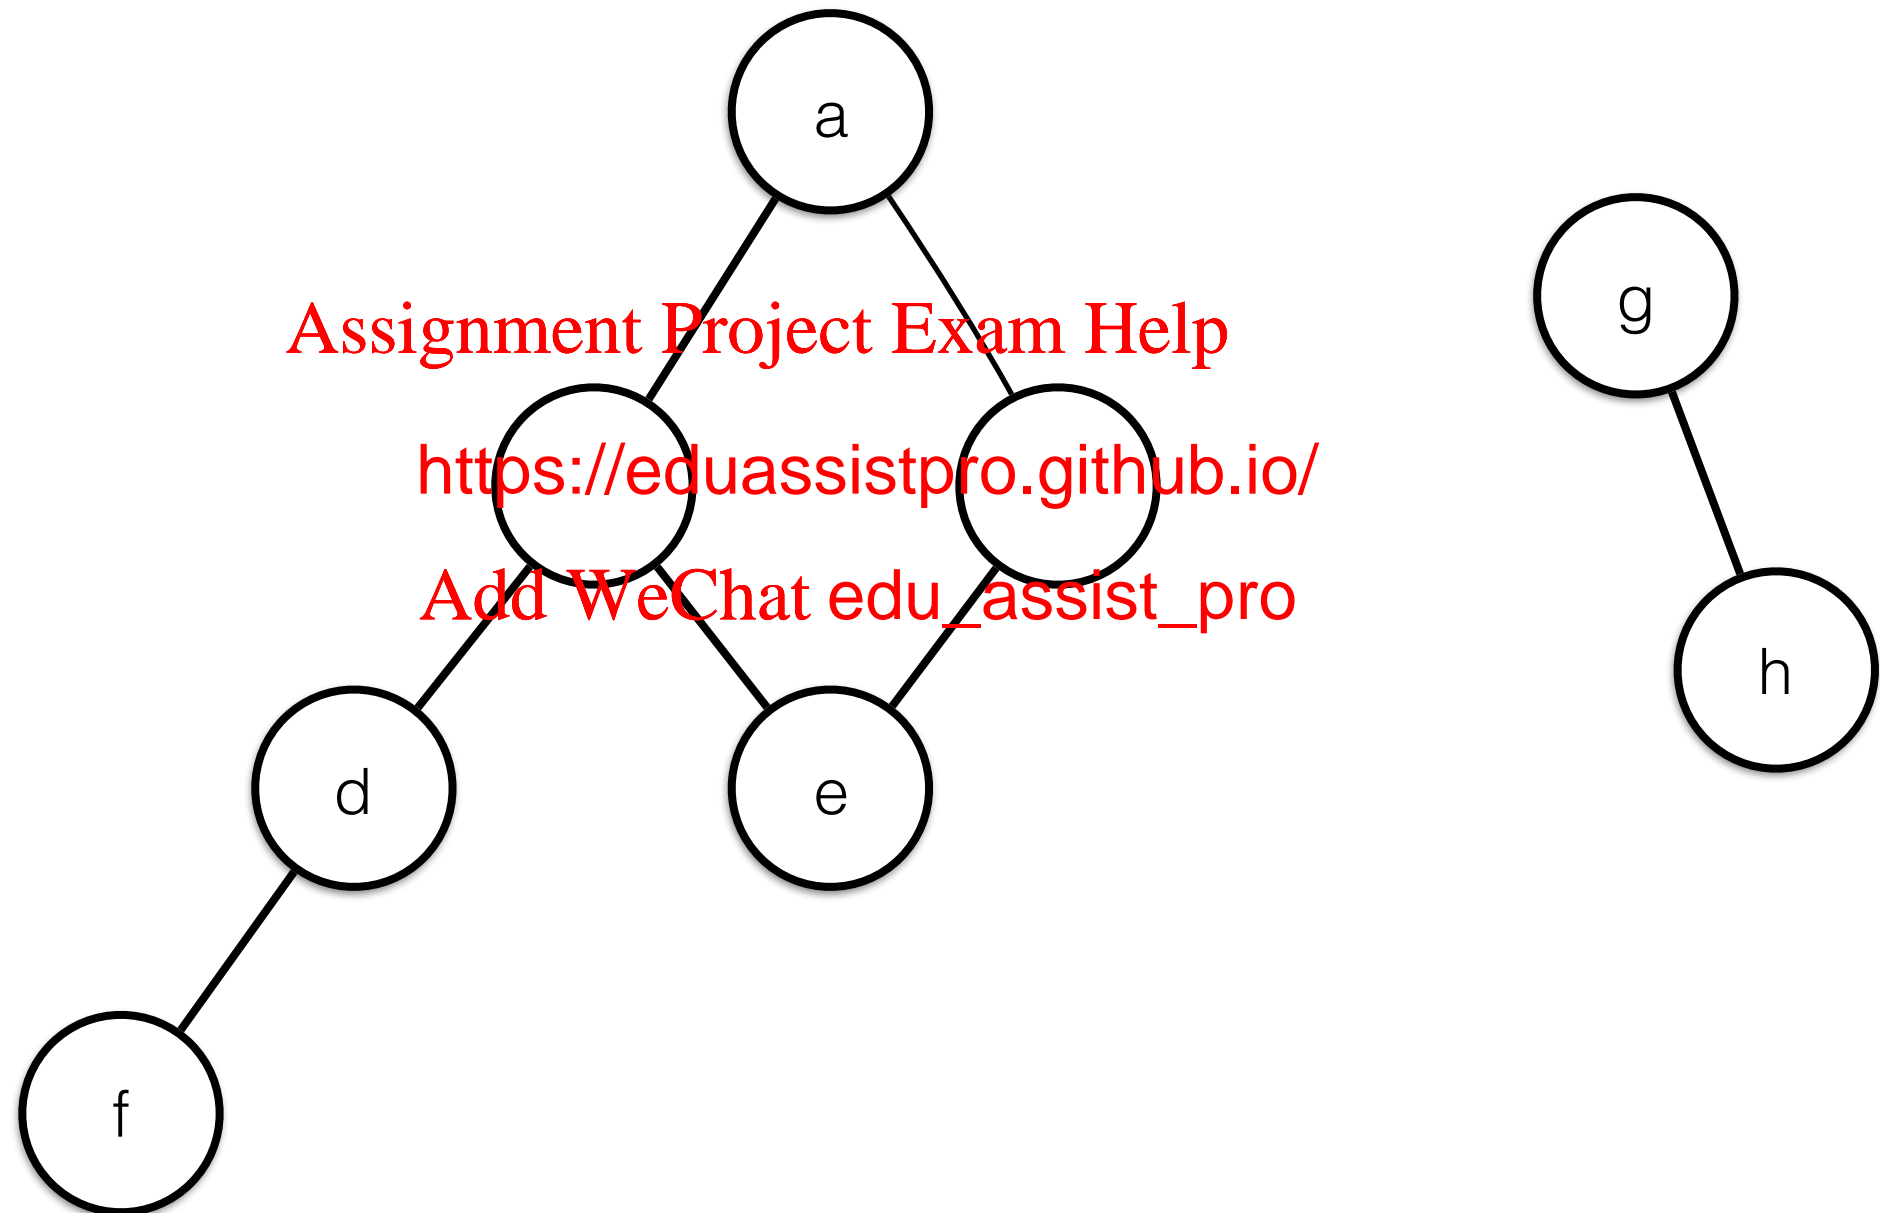 a
g
Assignment Project Exam Help
https://eduassistpro.github.io/
Add WeChat edu_assist_pro
h
d
e
f